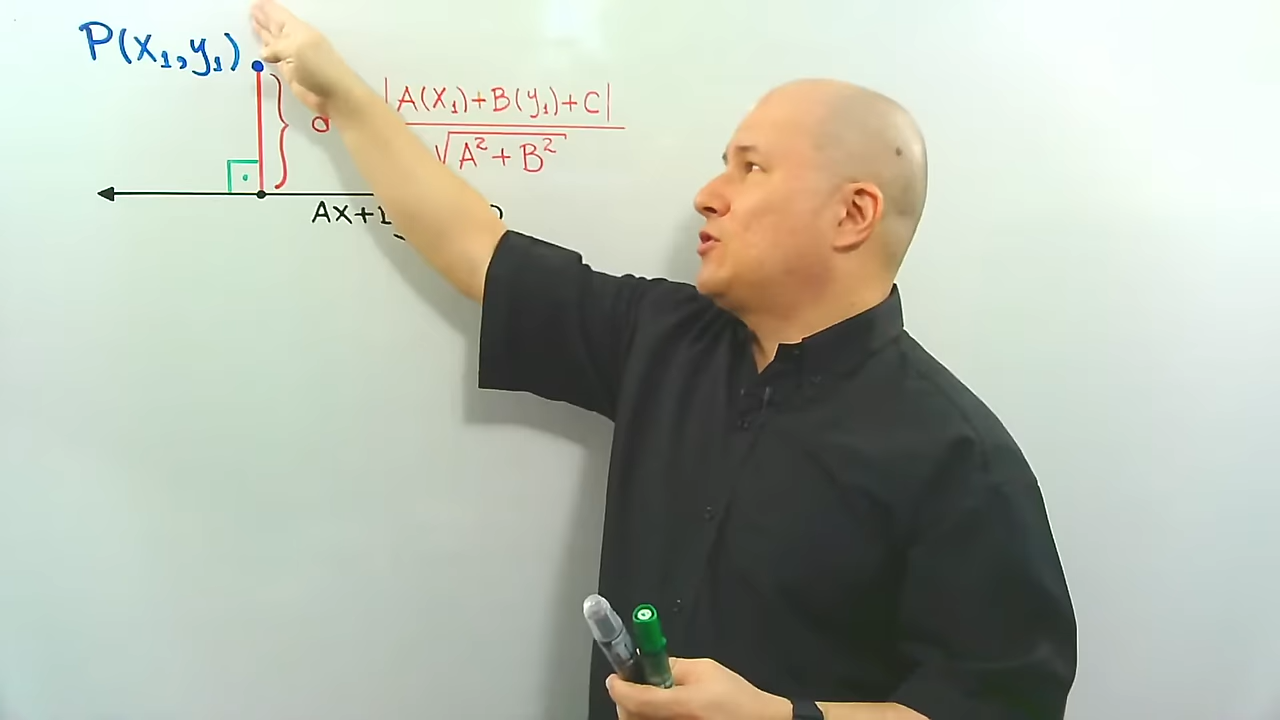 P(x₁,y₁)
d
|A(x₁)+B(y₁)+C|
√A²+B²
Ax+